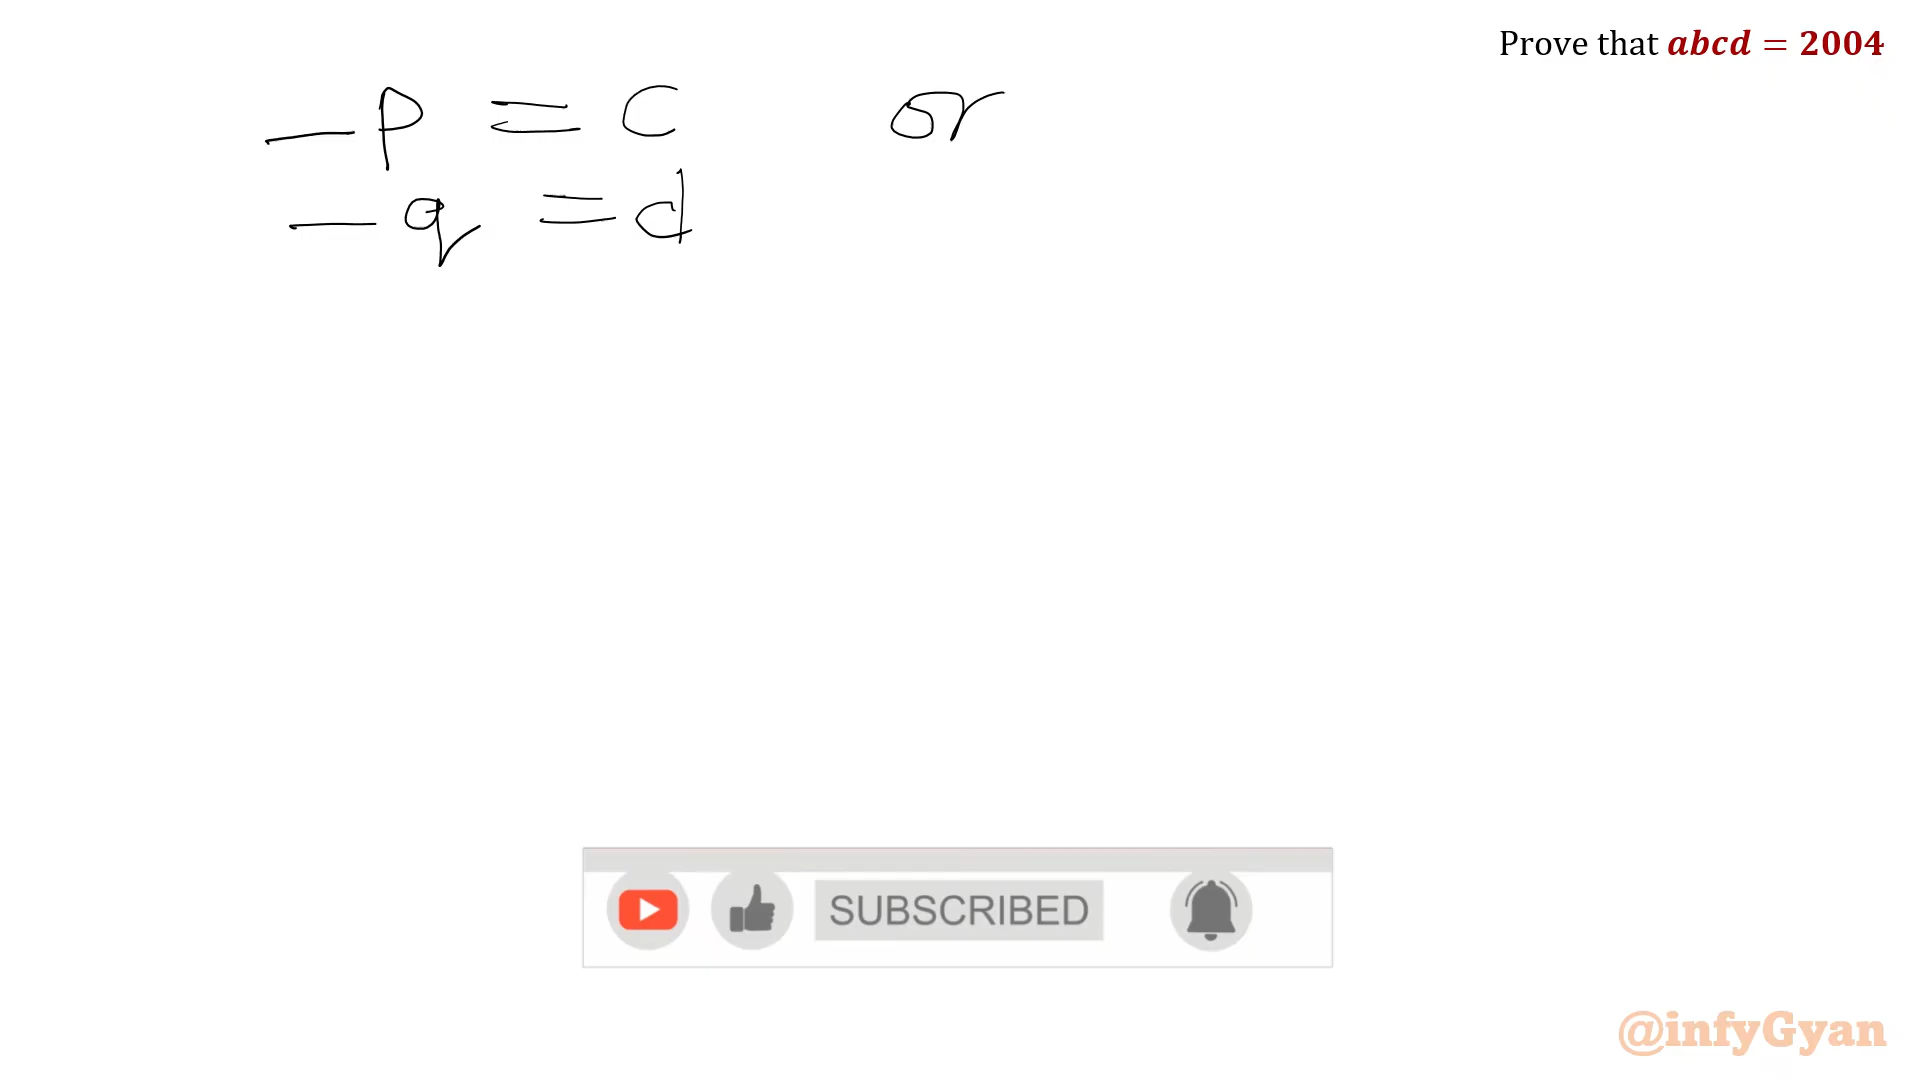 Prove that abcd = 2004
-p = c or
-q = d
SUBSCRIBED
@infyGyan